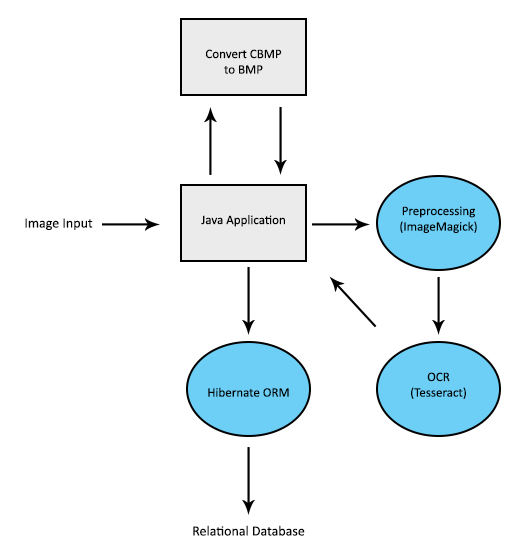 Convert CBMP
to BMP
Image Input
Java Application
Preprocessing
(ImageMagick)
Hibernate ORM
OCR
(Tesseract)
Relational Database